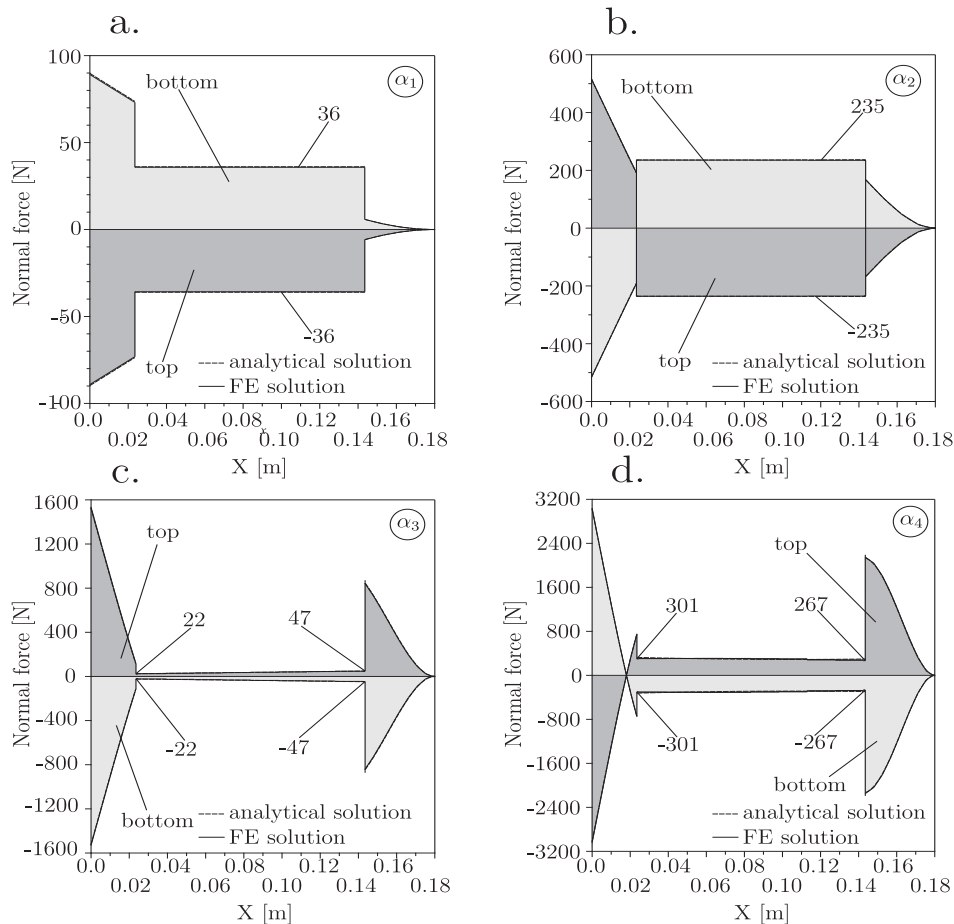 a.
100
50
0
-50
-100
Normal force [N]
bottom
α1
36
-36
top
analytical solution
FE solution
0.0 0.04 0.08 0.12 0.16
0.02 0.06 0.10 0.14 0.18
X [m]
b.
600
400
200
0
-200
-400
-600
Normal force [N]
bottom
α2
235
-235
top
analytical solution
FE solution
0.0 0.04 0.08 0.12 0.16
0.02 0.06 0.10 0.14 0.18
X [m]
c.
1600
1200
800
400
0
-400
-800
-1200
-1600
Normal force [N]
top
α3
22
47
-22
-47
bottom
analytical solution
FE solution
0.0 0.04 0.08 0.12 0.16
0.02 0.06 0.10 0.14 0.18
X [m]
d.
3200
2400
1600
800
0
-800
-1600
-2400
-3200
Normal force [N]
top
α4
301
267
-301
-267
bottom
analytical solution
FE solution
0.0 0.04 0.08 0.12 0.16
0.02 0.06 0.10 0.14 0.18
X [m]